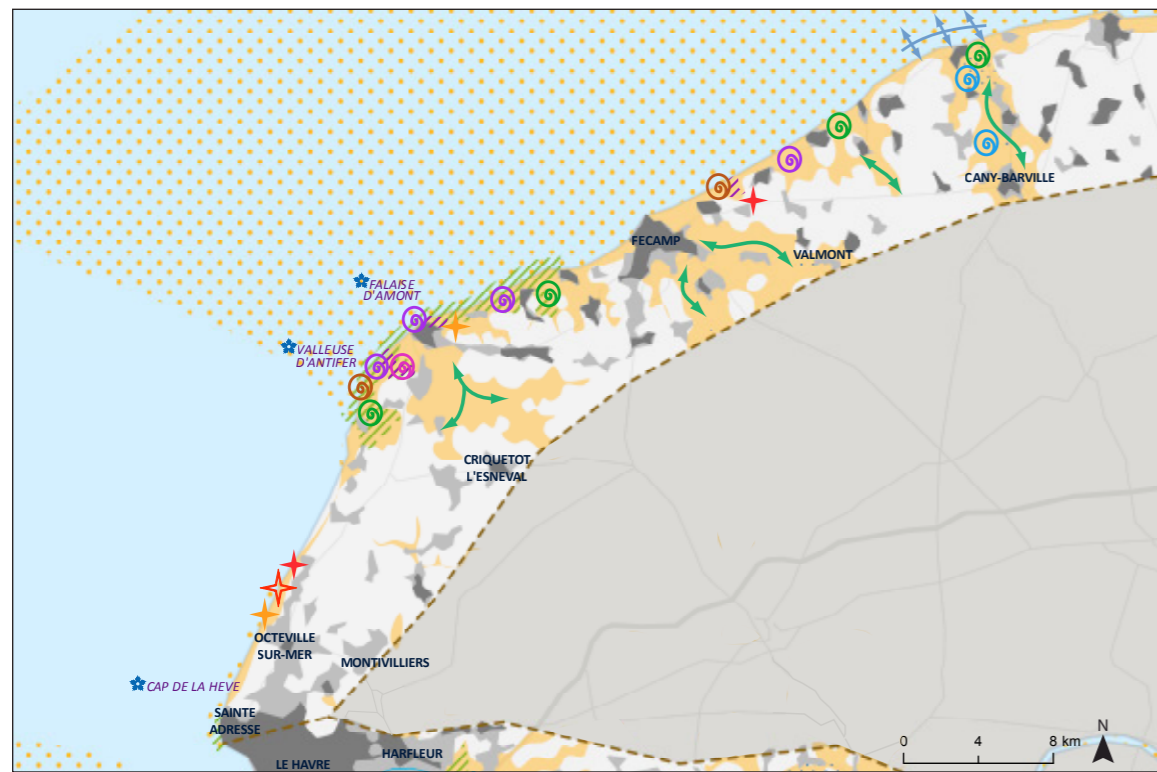 CANY-BARVILLE
FECAMP
VALMONT
FALAISE
D'AMONT
VALLEUSE
D'ANTIFER
CRIQUETOT
L'ESNEVAL
OCTEVILLE
SUR-MER
MONTIVILLIERS
CAP DE LA HEVE
SAINTE
ADRESSE
HARFLEUR
LE HAVRE
N
0 4 8 km